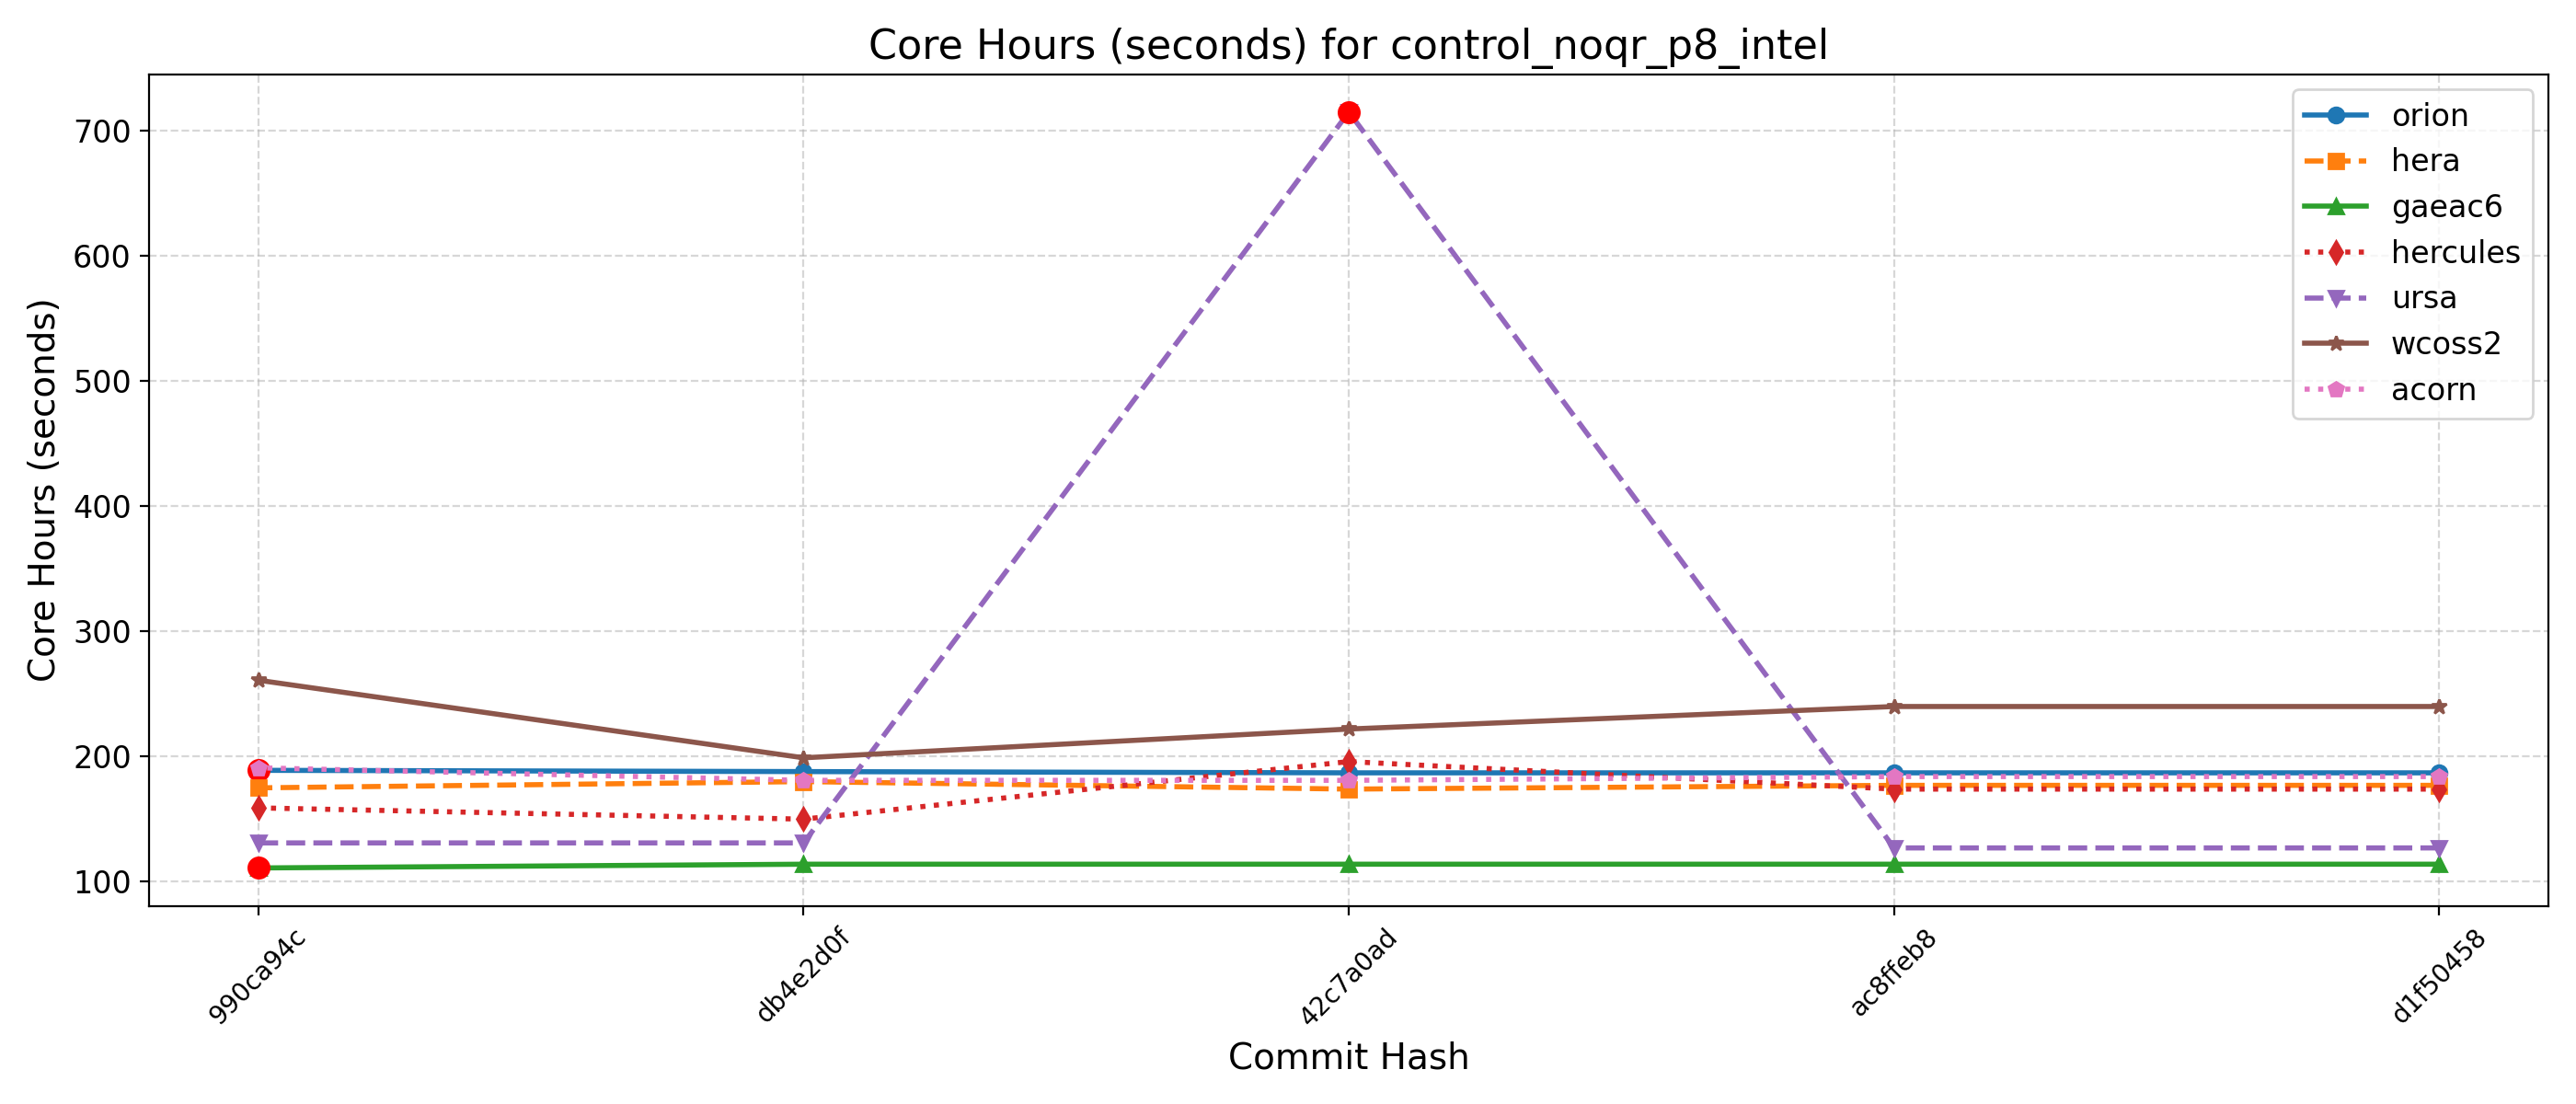 Core Hours (seconds) for control_noqr_p8_intel
Core Hours (seconds)
700
600
500
400
300
200
100
orion
hera
gaeac6
hercules
ursa
wcoss2
acorn
990ca94c
db4e2d0f
42c7a0ad
ac8ffeb8
d1f50458
Commit Hash